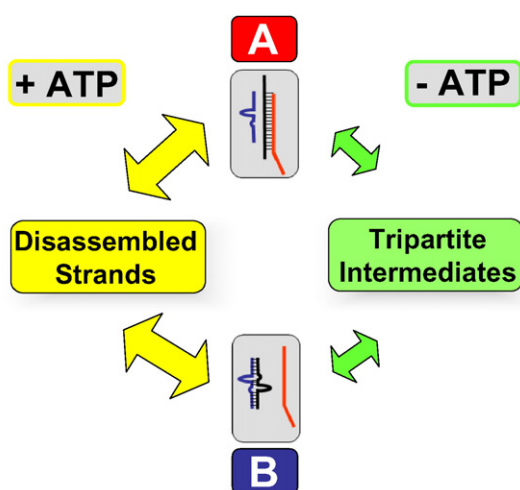 A
+ ATP
- ATP
Disassembled
Strands
Tripartite
Intermediates
B